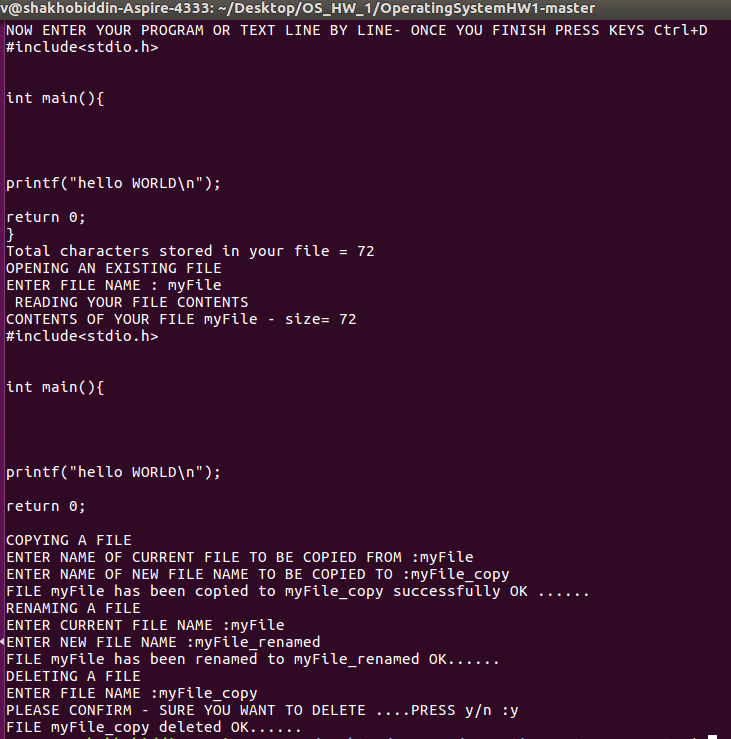 v@shakhobiddin-Aspire-4333: ~/Desktop/OS_HW_1/OperatingSystemHW1-master
NOW ENTER YOUR PROGRAM OR TEXT LINE BY LINE- ONCE YOU FINISH PRESS KEYS Ctrl+D
#include<stdio.h>
int main(){
printf("hello WORLD\n");
return 0;
}
Total characters stored in your file = 72
OPENING AN EXISTING FILE
ENTER FILE NAME : myFile
READING YOUR FILE CONTENTS
CONTENTS OF YOUR FILE myFile - size= 72
#include<stdio.h>
int main(){
printf("hello WORLD\n");
return 0;
COPYING A FILE
ENTER NAME OF CURRENT FILE TO BE COPIED FROM :myFile
ENTER NAME OF NEW FILE NAME TO BE COPIED TO :myFile_copy
FILE myFile has been copied to myFile_copy successfully OK ......
RENAMING A FILE
ENTER CURRENT FILE NAME :myFile
ENTER NEW FILE NAME :myFile_renamed
FILE myFile has been renamed to myFile_renamed OK......
DELETING A FILE
ENTER FILE NAME :myFile_copy
PLEASE CONFIRM - SURE YOU WANT TO DELETE ....PRESS y/n :y
FILE myFile_copy deleted OK......